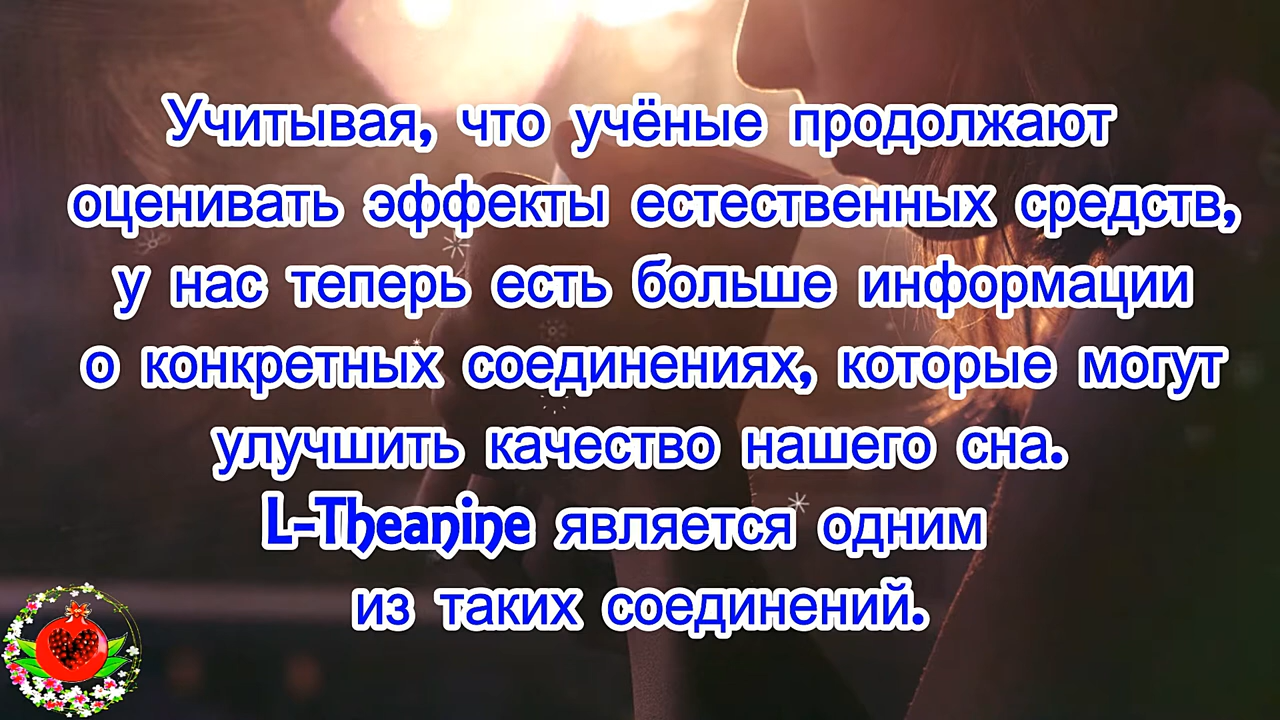 Учитывая, что учёные продолжают
оценивать эффекты естественных средств,
у нас теперь есть больше информации
о конкретных соединениях, которые могут
улучшить качество нашего сна.
L-Theanine является одним
из таких соединений.